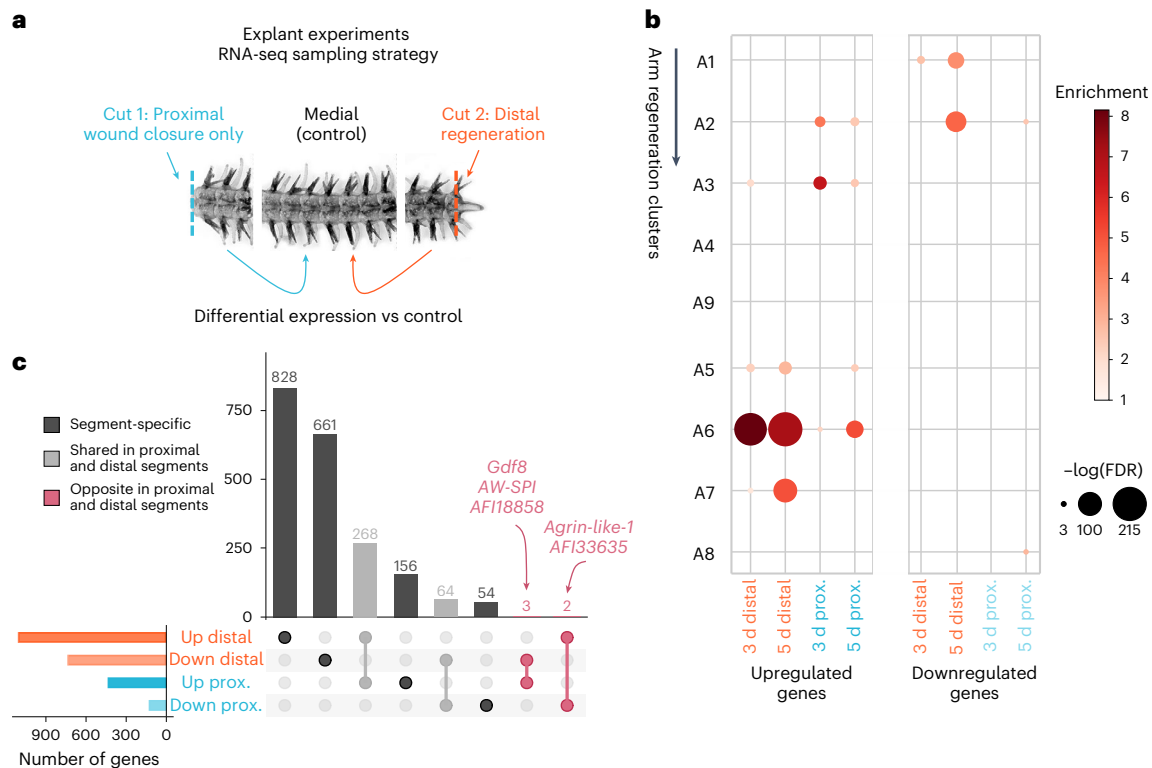 a
Explant experiments
RNA-seq sampling strategy
Cut 1: Proximal
wound closure only
Medial
(control)
Cut 2: Distal
regeneration
Differential expression vs control
b
Arm regeneration clusters
A1
A2
A3
A4
A9
A5
A6
A7
A8
3 d distal
5 d distal
3 d prox.
5 d prox.
Upregulated
genes
3 d distal
5 d distal
3 d prox.
5 d prox.
Downregulated
genes
Enrichment
8
7
6
5
4
3
2
1
–log(FDR)
3 100 215
c
Segment-specific
Shared in proximal
and distal segments
Opposite in proximal
and distal segments
750
500
250
0
828
661
268
156
64
54
3
2
Gdf8
AW-SPI
AFI18858
Agrin-like-1
AFI33635
Up distal
Down distal
Up prox.
Down prox.
900 600 300 0
Number of genes